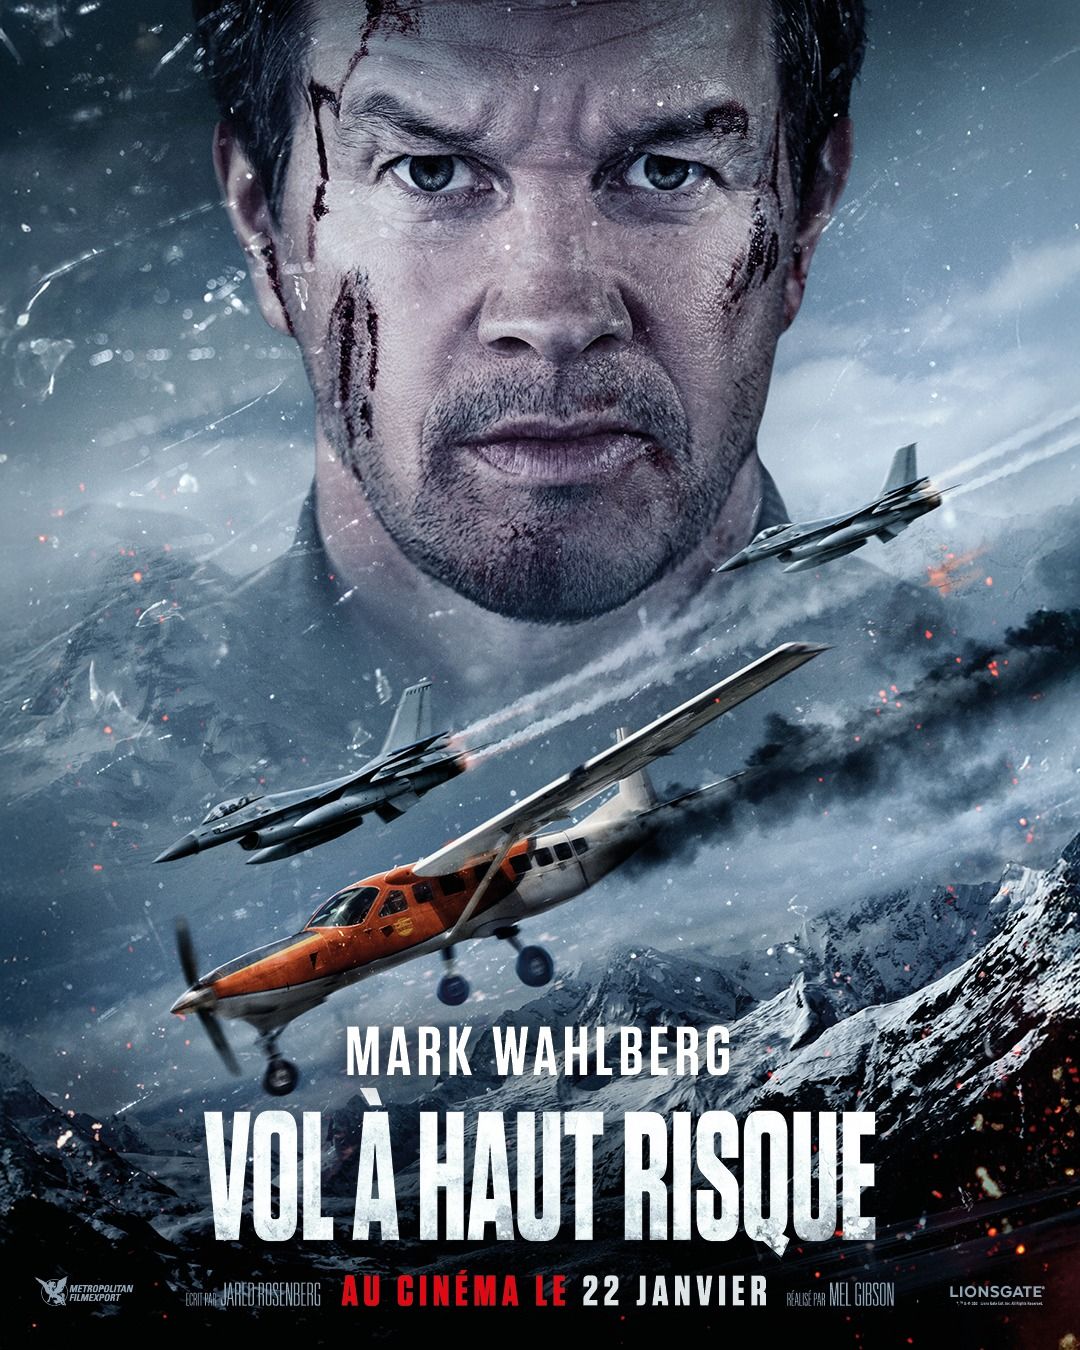 MARK WAHLBERG
VOL À HAUT RISQUE
METROPOLITAN
FILMEXPORT
ECRIT PAR JARED ROSENBERG
AU CINÉMA LE 22 JANVIER
RÉALISÉ PAR MEL GIBSON
LIONSGATE